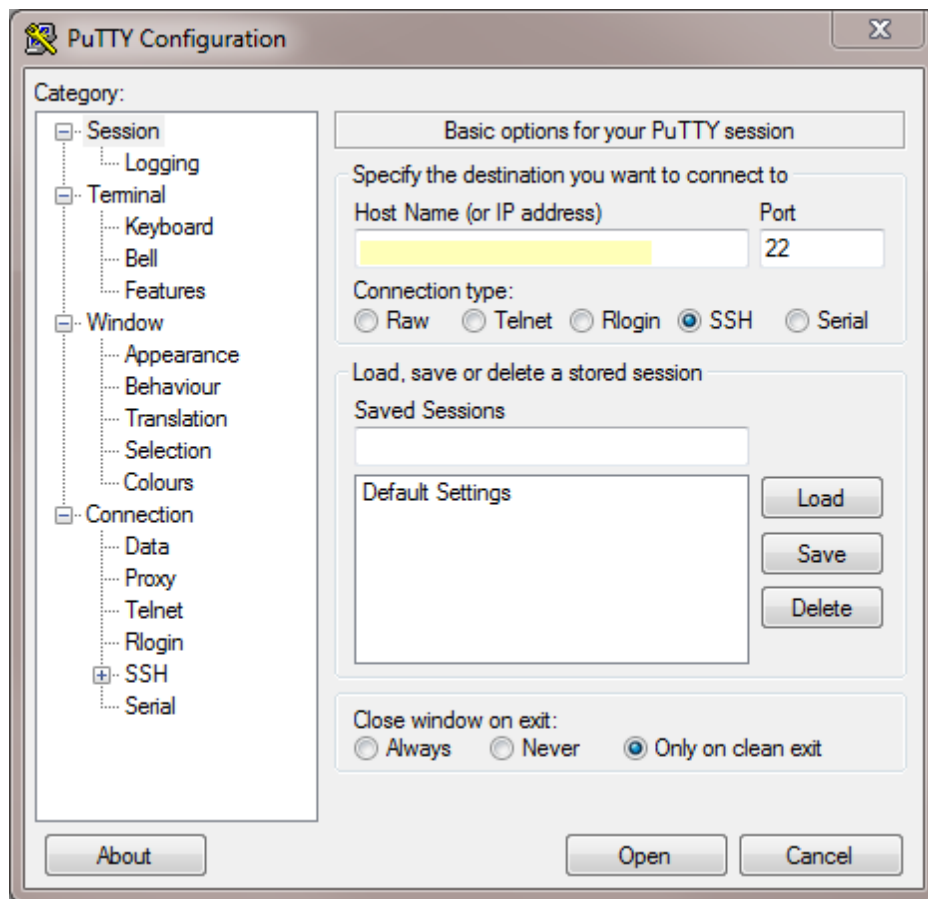 PuTTY Configuration
Category:
Session
Logging
Terminal
Keyboard
Bell
Features
Window
Appearance
Behaviour
Translation
Selection
Colours
Connection
Data
Proxy
Telnet
Rlogin
SSH
Serial
Basic options for your PuTTY session
Specify the destination you want to connect to
Host Name (or IP address) Port
22
Connection type:
Raw Telnet Rlogin SSH Serial
Load, save or delete a stored session
Saved Sessions
Default Settings
Load
Save
Delete
Close window on exit:
Always Never Only on clean exit
About Open Cancel